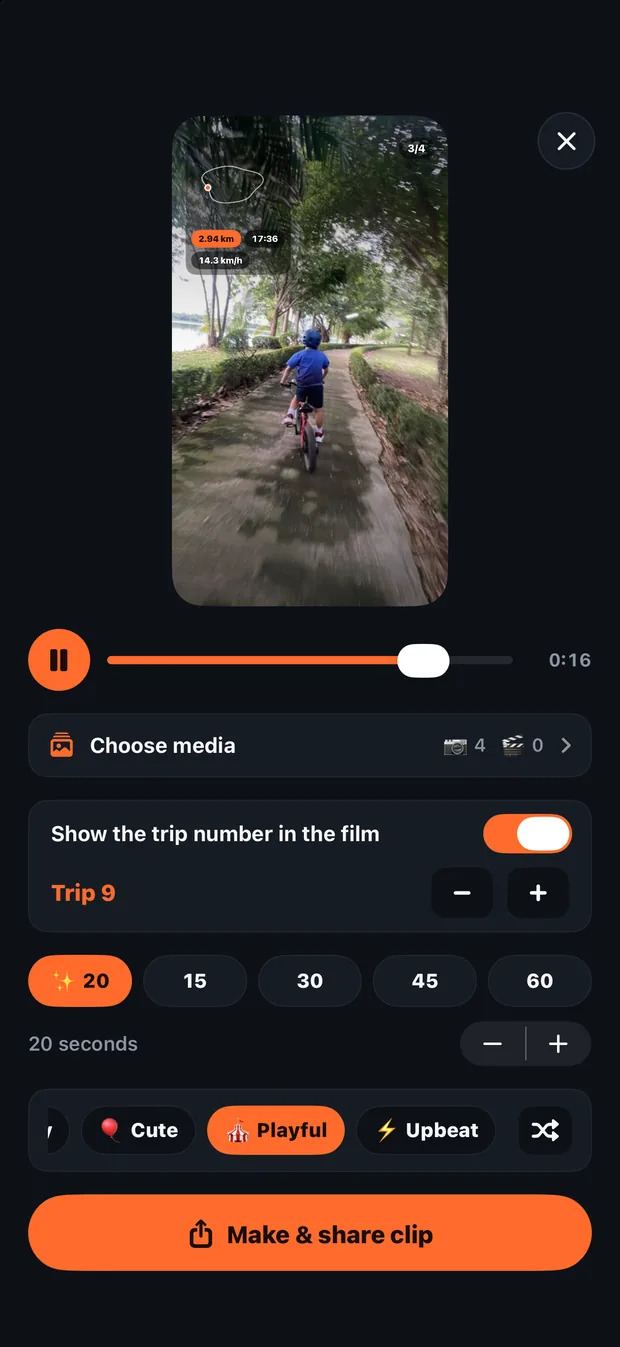 3/4
2.94 km 17:36
14.3 km/h
0:16
Choose media 4 0
Show the trip number in the film
Trip 9
20 15 30 45 60
20 seconds
Cute Playful Upbeat
Make & share clip